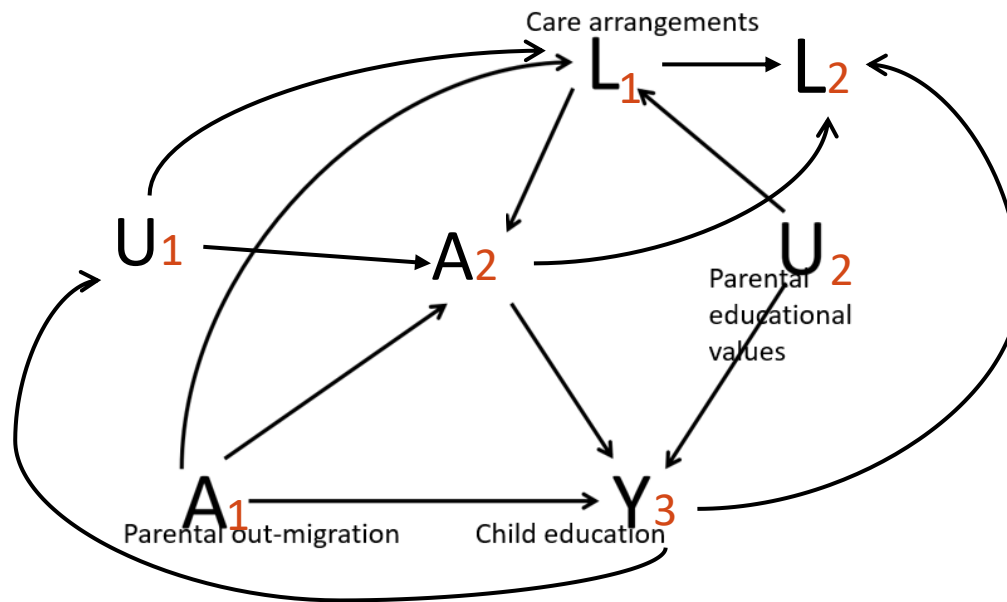 Care arrangements
L1
L2
U1
A2
U2
Parental
educational
values
A1
Y3
Parental out-migration
Child education